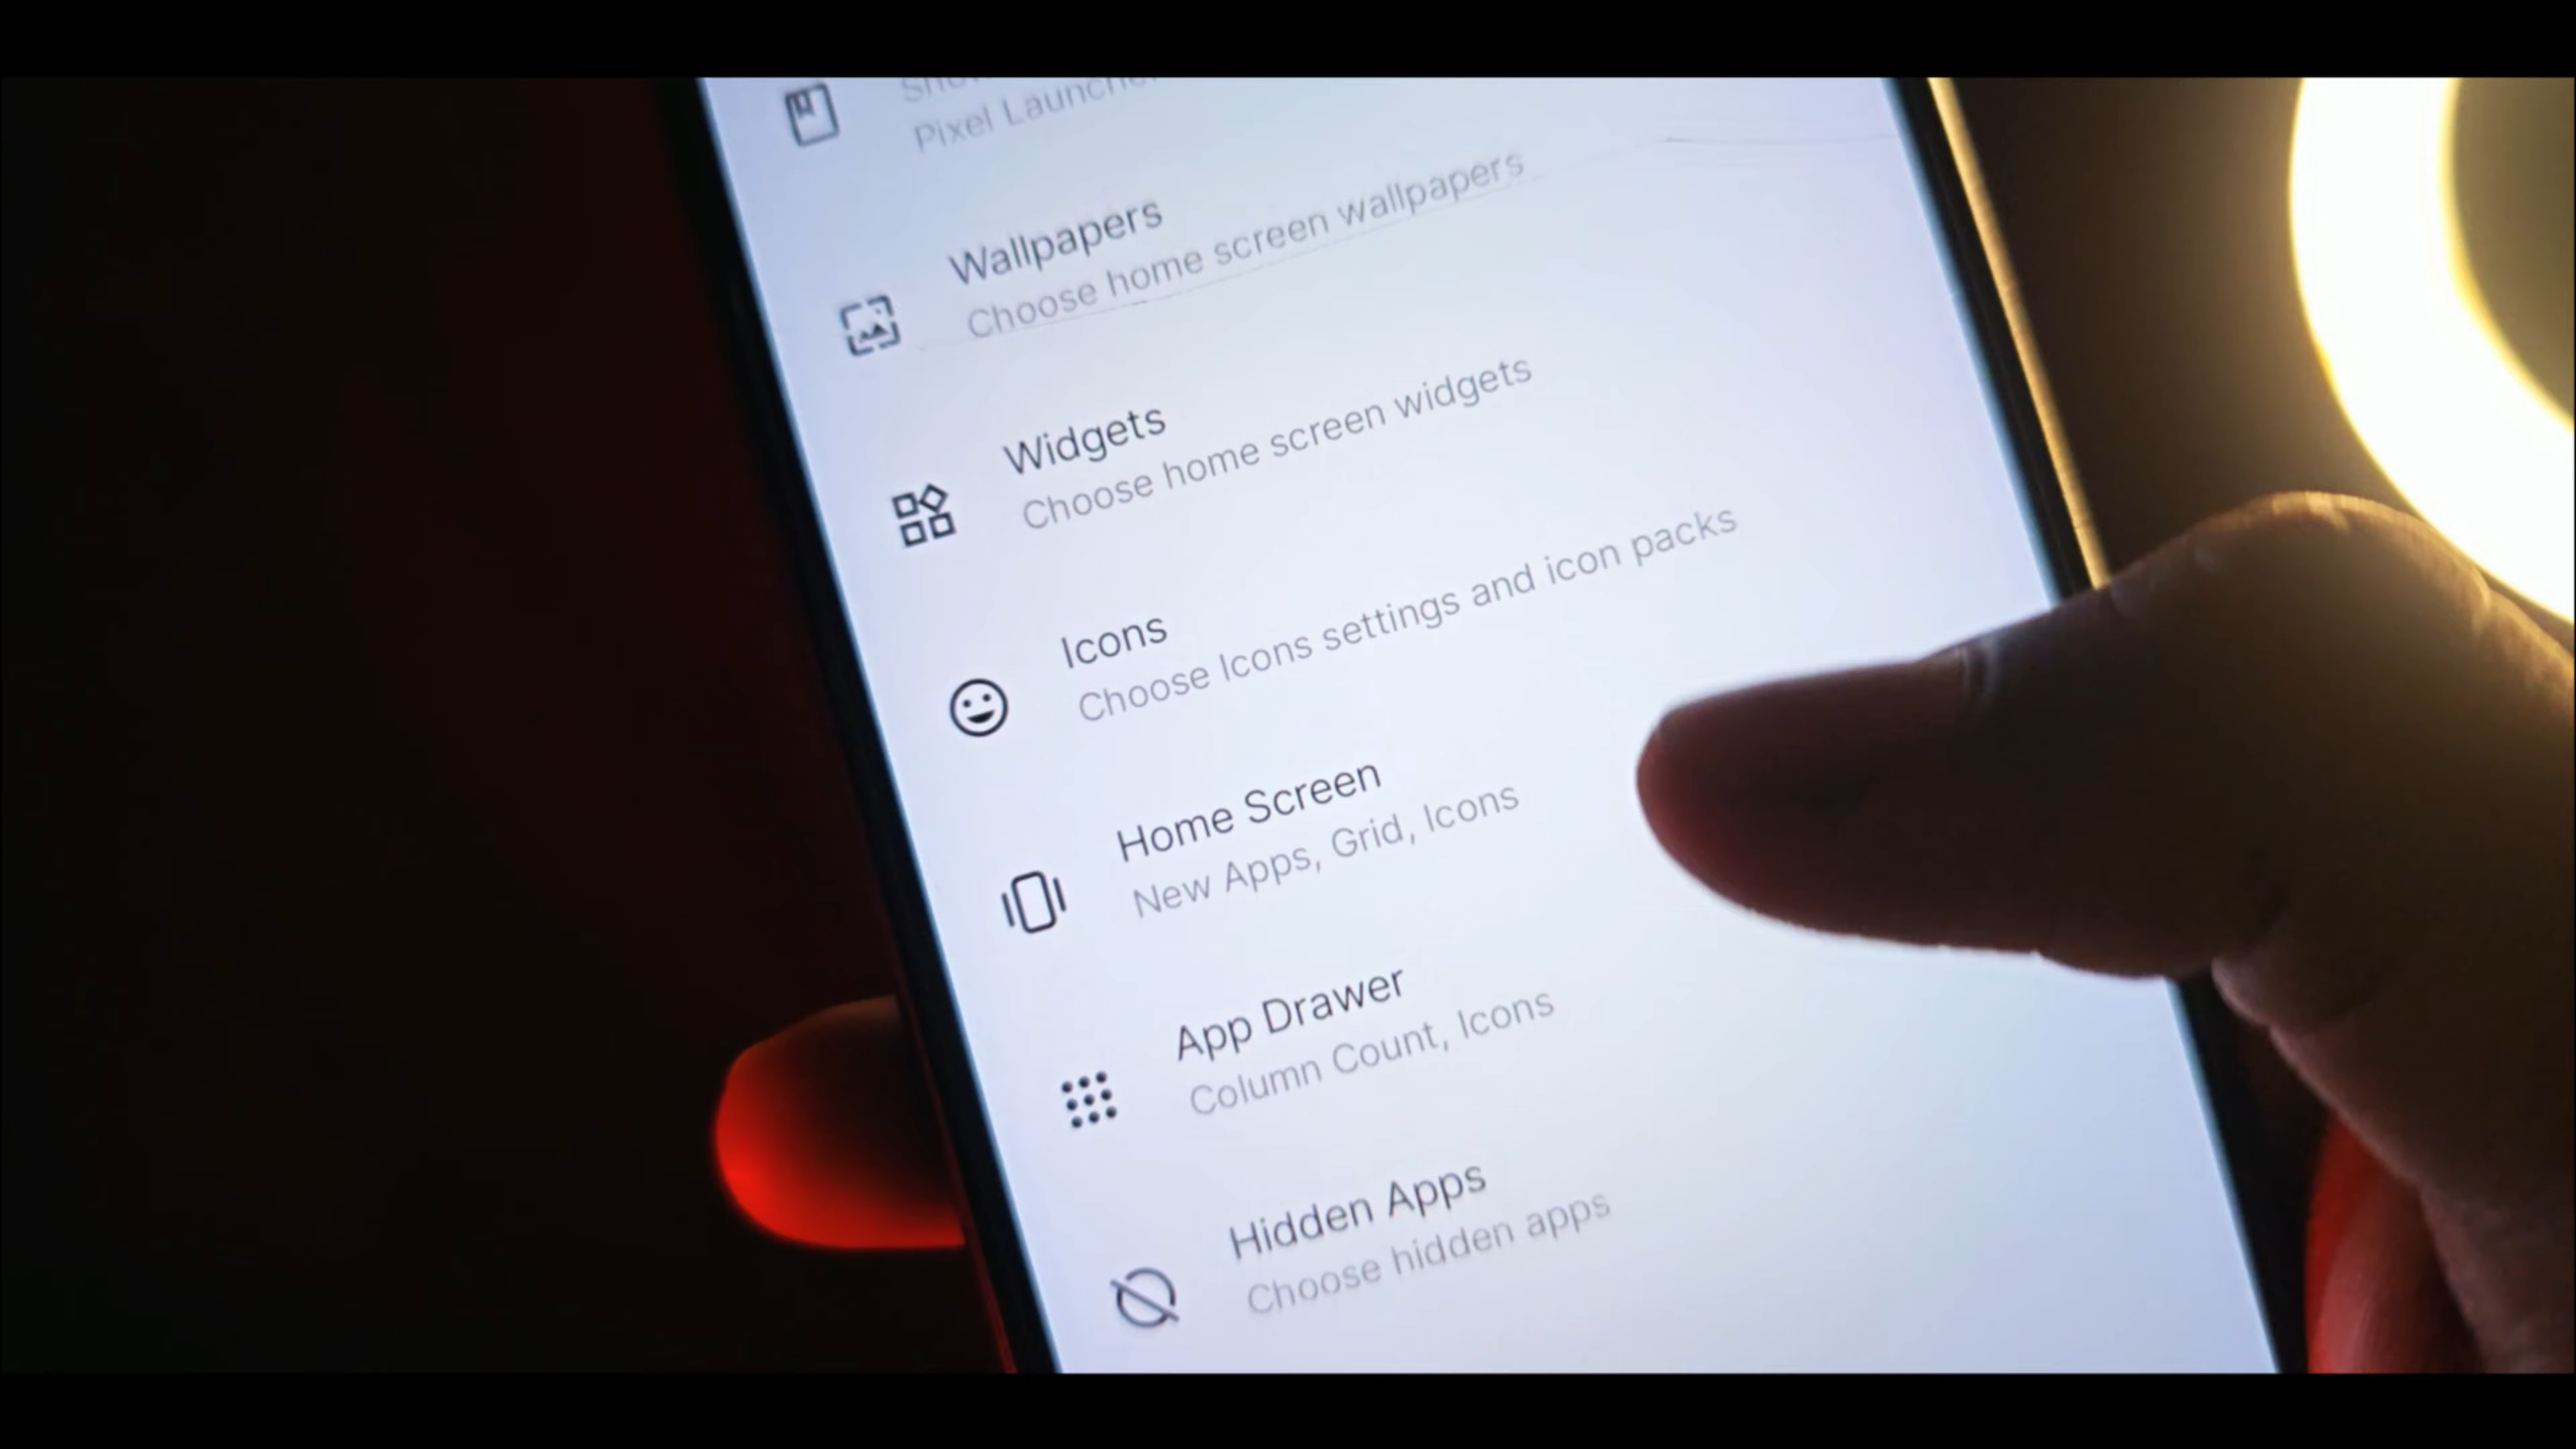 Pixel Launcher
Wallpapers
Choose home screen wallpapers
Widgets
Choose home screen widgets
Icons
Choose Icons settings and icon packs
Home Screen
New Apps, Grid, Icons
App Drawer
Column Count, Icons
Hidden Apps
Choose hidden apps